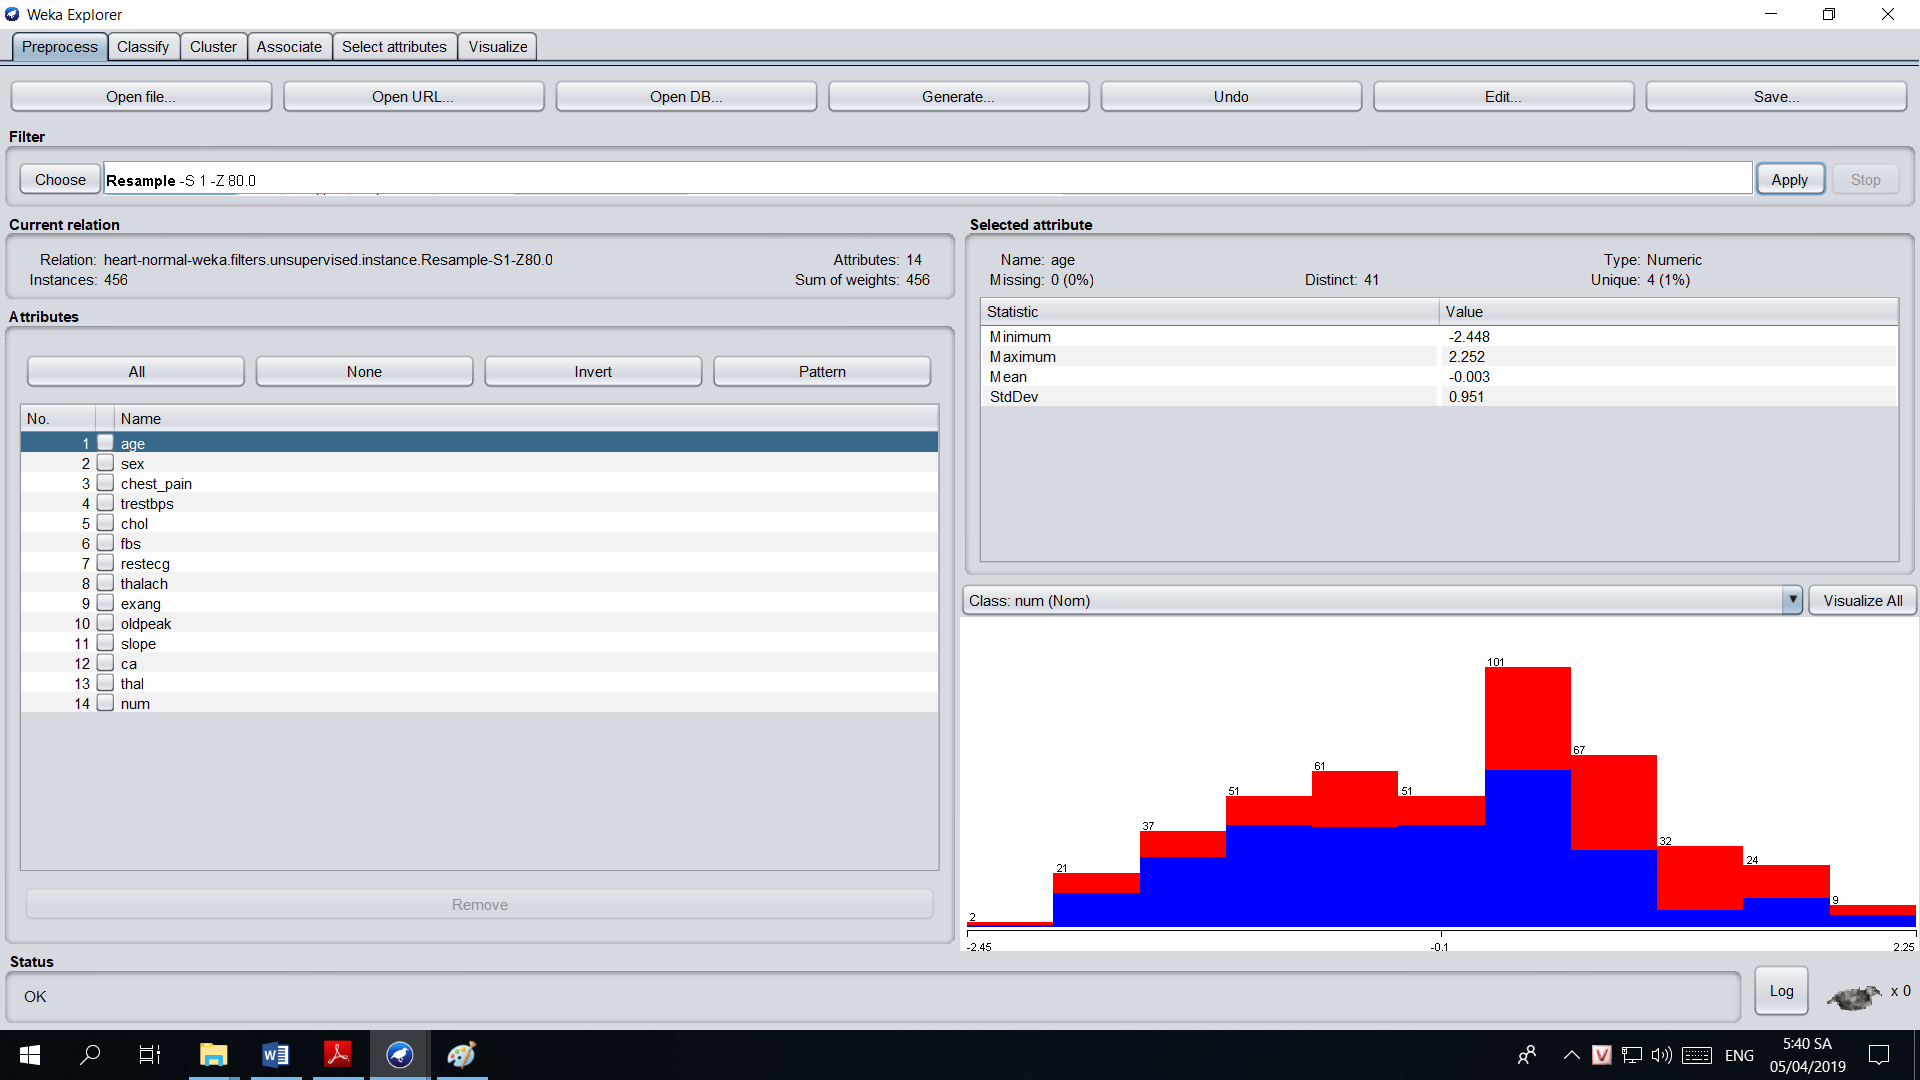 Weka Explorer
Preprocess Classify Cluster Associate Select attributes Visualize
Open file... Open URL... Open DB... Generate... Undo Edit... Save...
Filter
Choose Resample -S 1 -Z 80.0 Apply Stop
Current relation
Relation: heart-normal-weka.filters.unsupervised.instance.Resample-S1-Z80.0 Attributes: 14
Instances: 456 Sum of weights: 456
Attributes
All None Invert Pattern
No. Name
1 age
2 sex
3 chest_pain
4 trestbps
5 chol
6 fbs
7 restecg
8 thalach
9 exang
10 oldpeak
11 slope
12 ca
13 thal
14 num
Remove
Selected attribute
Name: age Type: Numeric
Missing: 0 (0%) Distinct: 41 Unique: 4 (1%)
Statistic Value
Minimum -2.448
Maximum 2.252
Mean -0.003
StdDev 0.951
Class: num (Nom) Visualize All
2 21 37 51 61 51 101 67 32 24 9
-2.45 -0.1 2.25
Status
OK
Log x 0
ENG
5:40 SA
05/04/2019